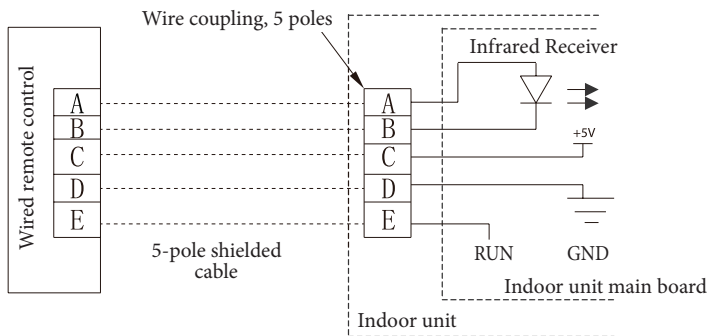 Wire coupling, 5 poles
Infrared Receiver
Wired remote control
A
B
C
D
E
A
B
C
D
E
+5V
5-pole shielded
cable
RUN
GND
Indoor unit main board
Indoor unit